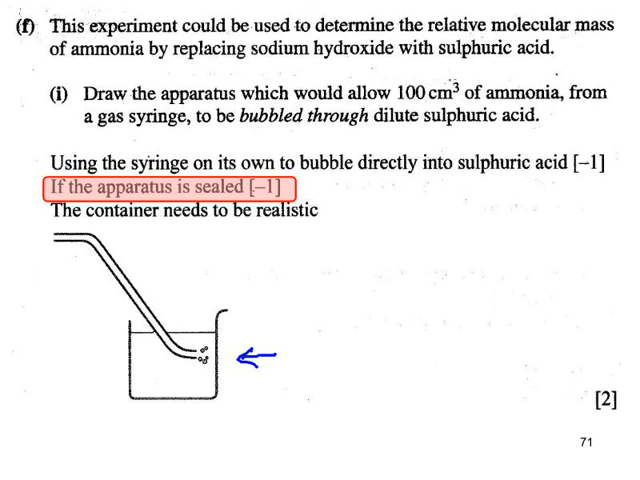 (f) This experiment could be used to determine the relative molecular mass
of ammonia by replacing sodium hydroxide with sulphuric acid.
(i) Draw the apparatus which would allow 100 cm³ of ammonia, from
a gas syringe, to be bubbled through dilute sulphuric acid.
Using the syringe on its own to bubble directly into sulphuric acid [–1]
If the apparatus is sealed [–1]
The container needs to be realistic
[2]
71